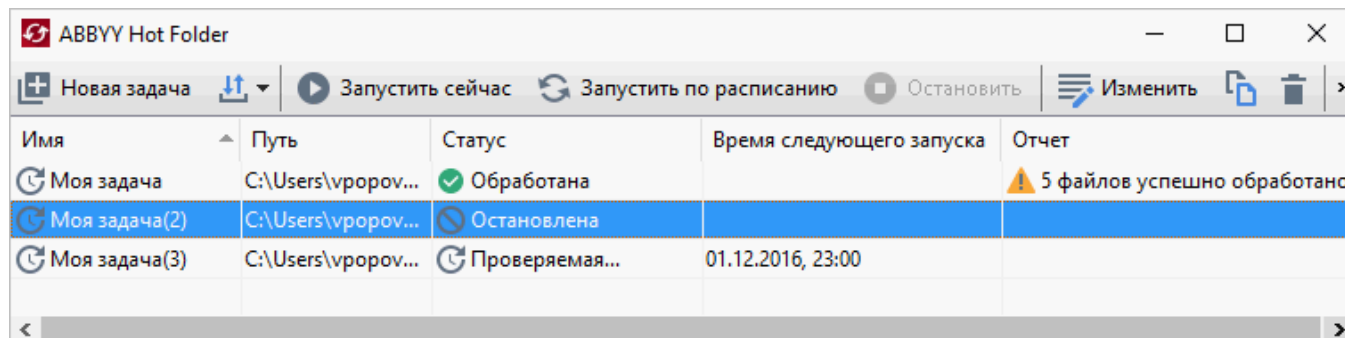 ABBYY Hot Folder
Новая задача Запустить сейчас Запустить по расписанию Остановить Изменить
Имя Путь Статус Время следующего запуска Отчет
Моя задача C:\Users\vpopov... Обработана 5 файлов успешно обработано
Моя задача(2) C:\Users\vpopov... Остановлена
Моя задача(3) C:\Users\vpopov... Проверяемая... 01.12.2016, 23:00